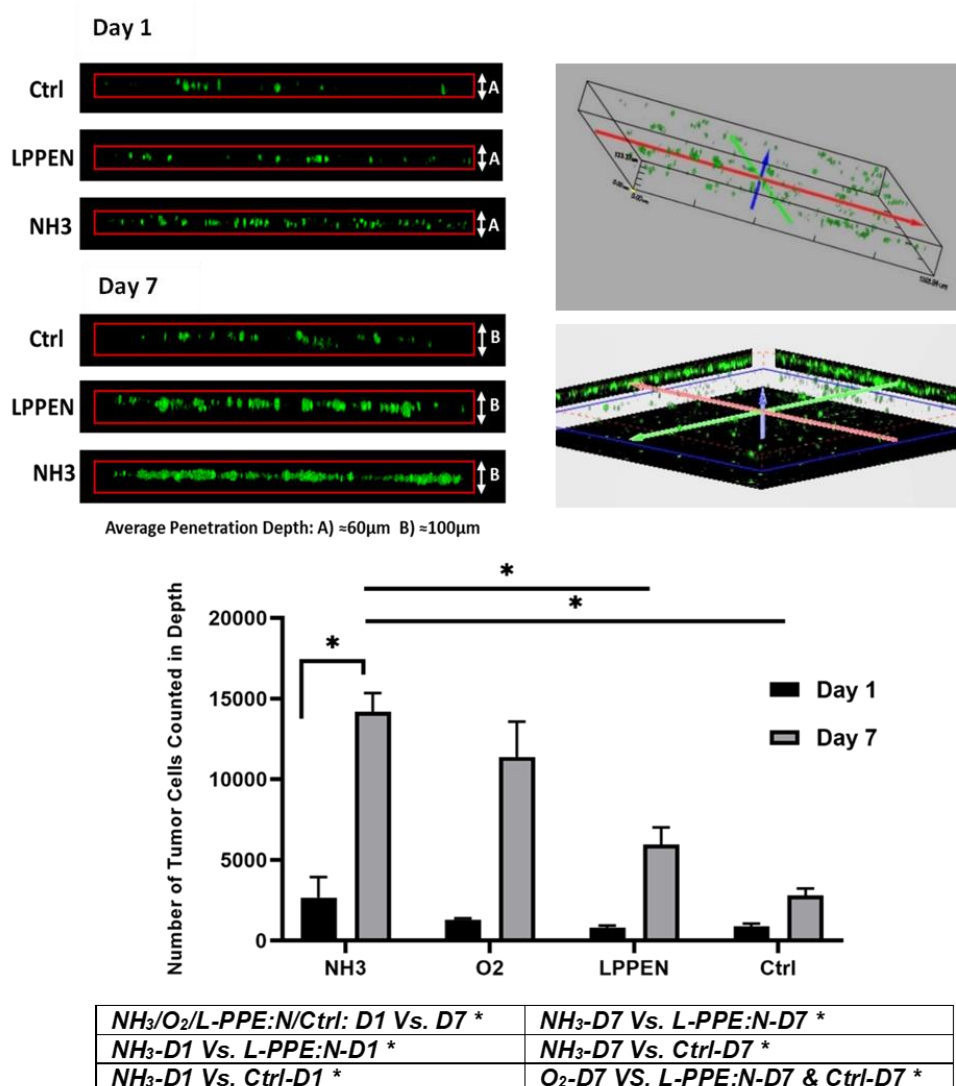 Day 1
Ctrl
A
LPPEN
A
NH3
A
Day 7
Ctrl
B
LPPEN
B
NH3
B
Average Penetration Depth: A) ≈60μm B) ≈100μm
Number of Tumor Cells Counted in Depth
*
*
*
20000
15000
10000
5000
0
Day 1
Day 7
NH3
O2
LPPEN
Ctrl
NH₃/O₂/L-PPE:N/Ctrl: D1 Vs. D7 *
NH₃-D7 Vs. L-PPE:N-D7 *
NH₃-D1 Vs. L-PPE:N-D1 *
NH₃-D7 Vs. Ctrl-D7 *
NH₃-D1 Vs. Ctrl-D1 *
O₂-D7 VS. L-PPE:N-D7 & Ctrl-D7 *